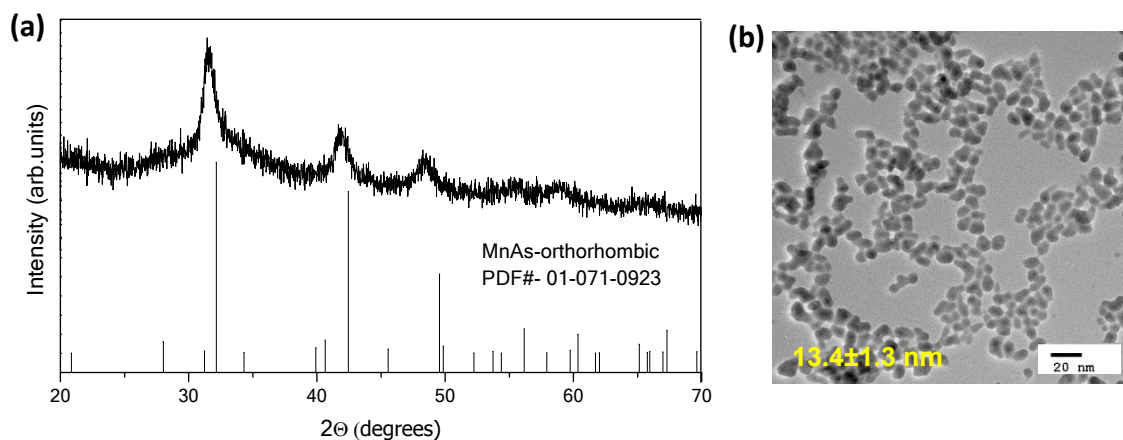 (a)
Intensity (arb.units)
MnAs-orthorhombic
PDF#- 01-071-0923
20 30 40 50 60 70
2Θ (degrees)
(b)
13.4±1.3 nm
20 nm